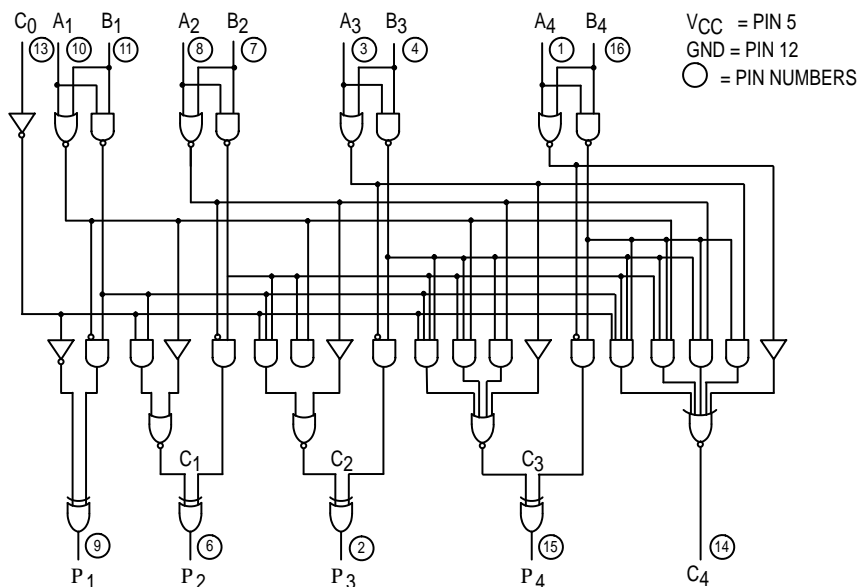 C0 A1 B1 A2 B2 A3 B3 A4 B4
13 10 11 8 7 3 4 1 16
VCC = PIN 5
GND = PIN 12
= PIN NUMBERS
C1 C2 C3
9 6 2 15 14
P1 P2 P3 P4 C4